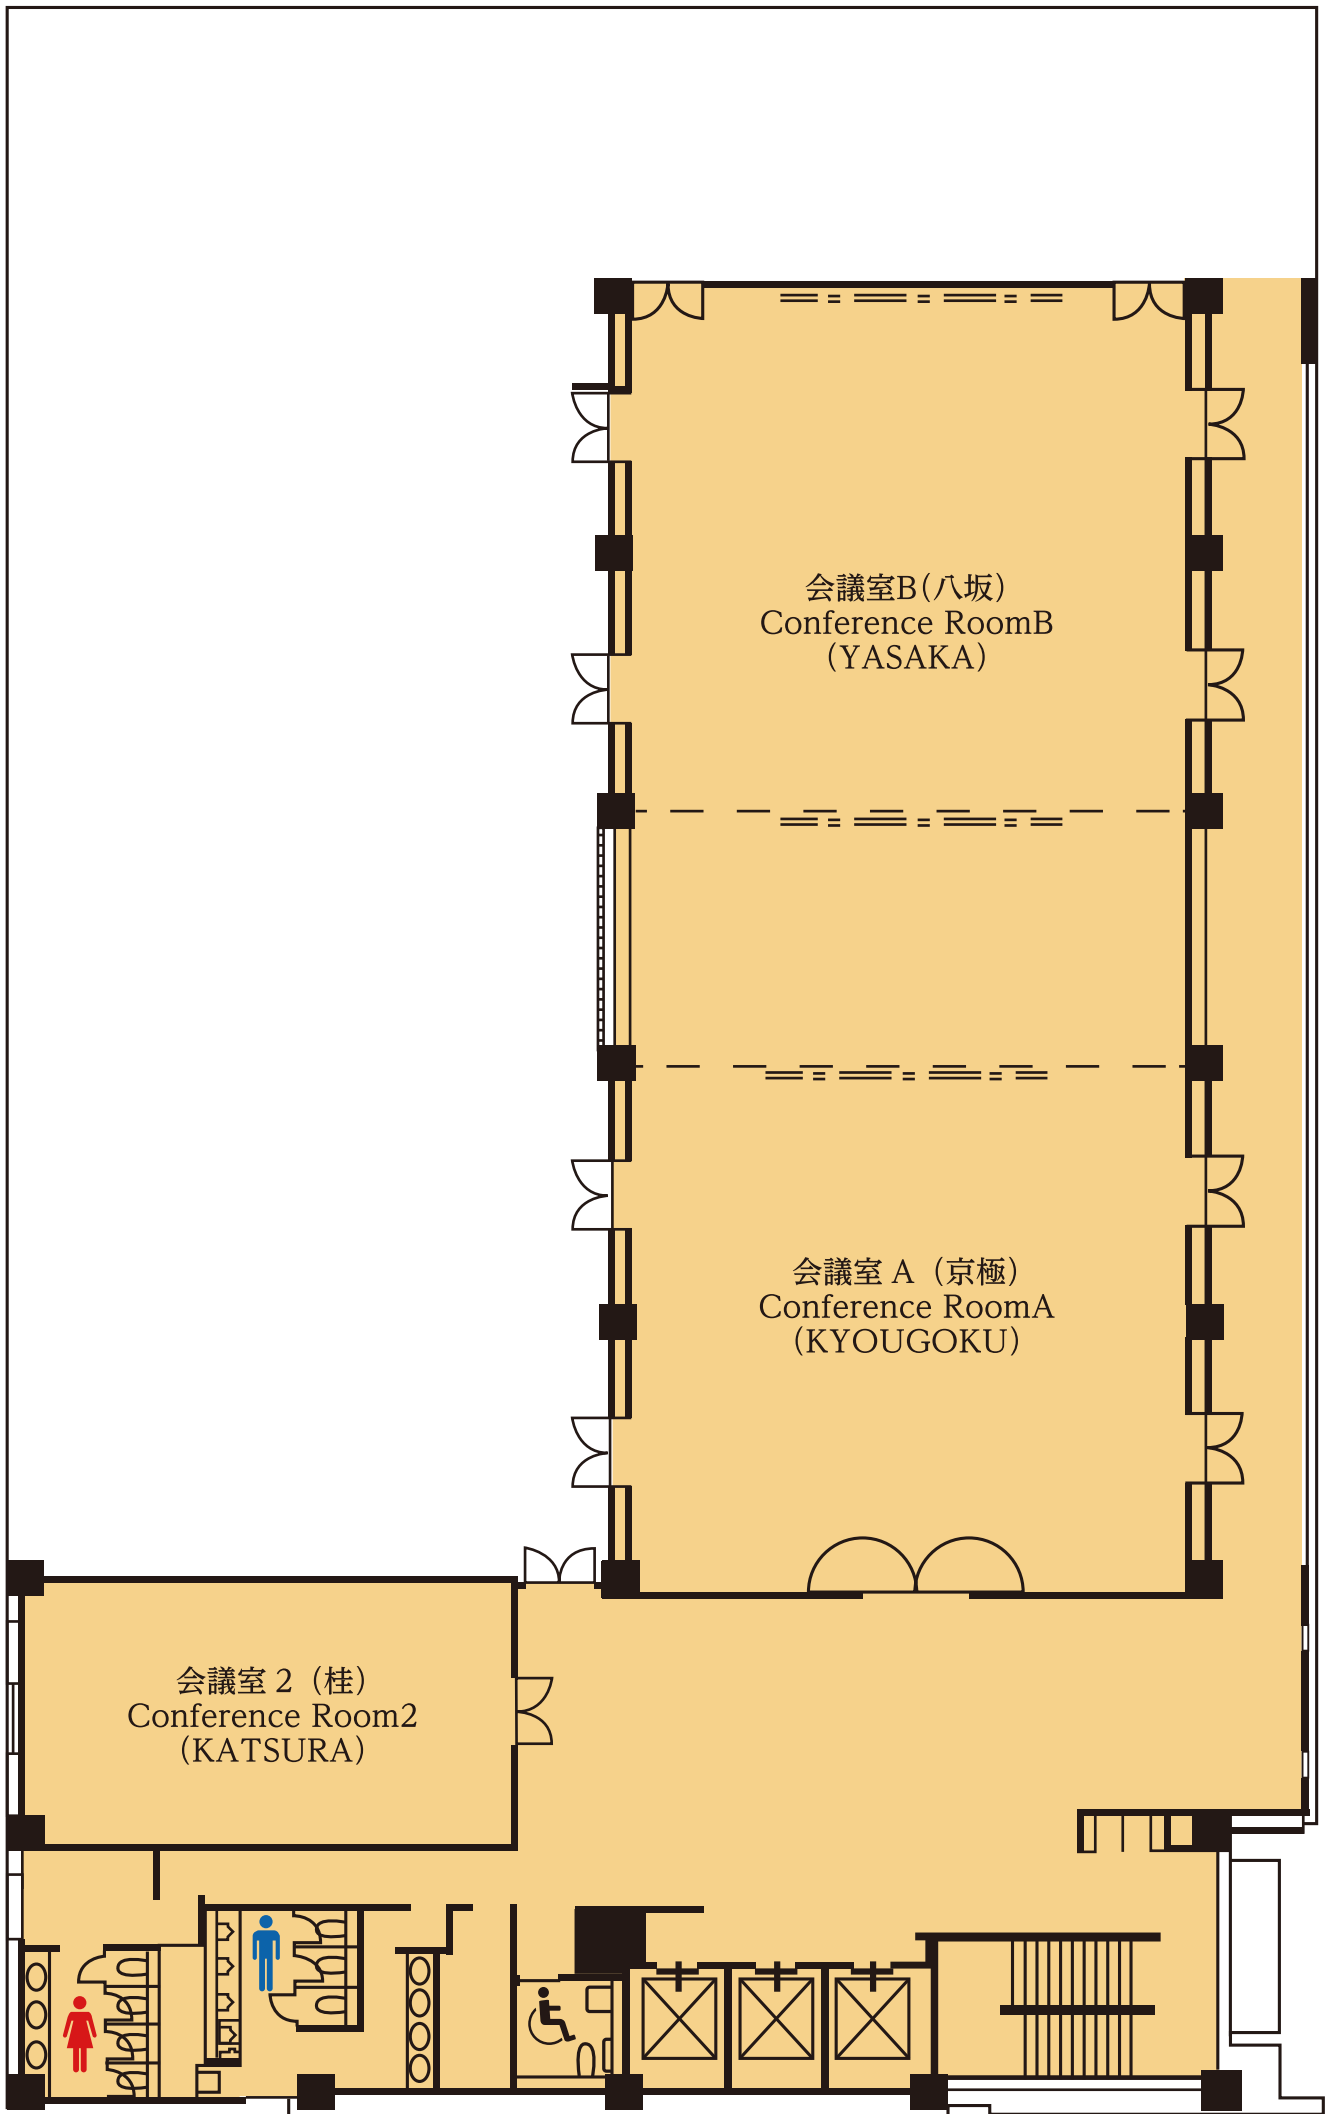 会議室B(八坂)
Conference RoomB
(YASAKA)
会議室 A (京極)
Conference RoomA
(KYOUGOKU)
会議室 2 (桂)
Conference Room2
(KATSURA)